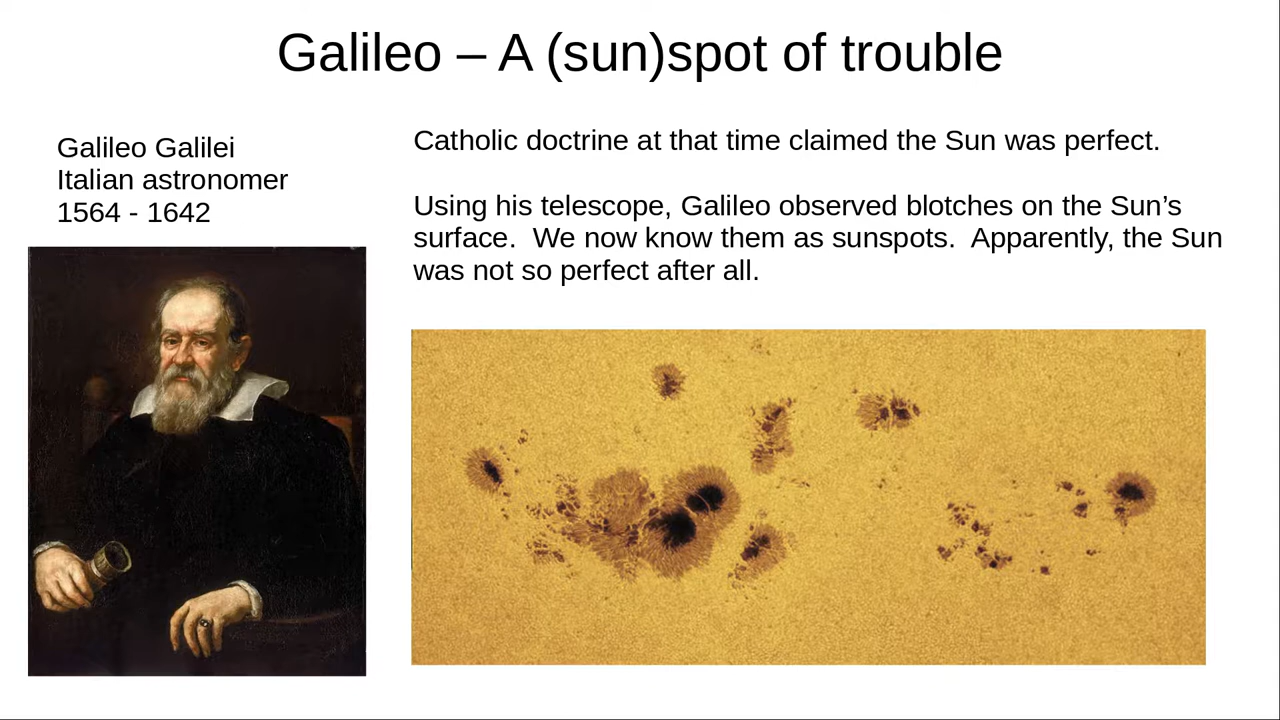 Galileo – A (sun)spot of trouble
Galileo Galilei
Italian astronomer
1564 - 1642
Catholic doctrine at that time claimed the Sun was perfect.
Using his telescope, Galileo observed blotches on the Sun’s
surface.  We now know them as sunspots.  Apparently, the Sun
was not so perfect after all.